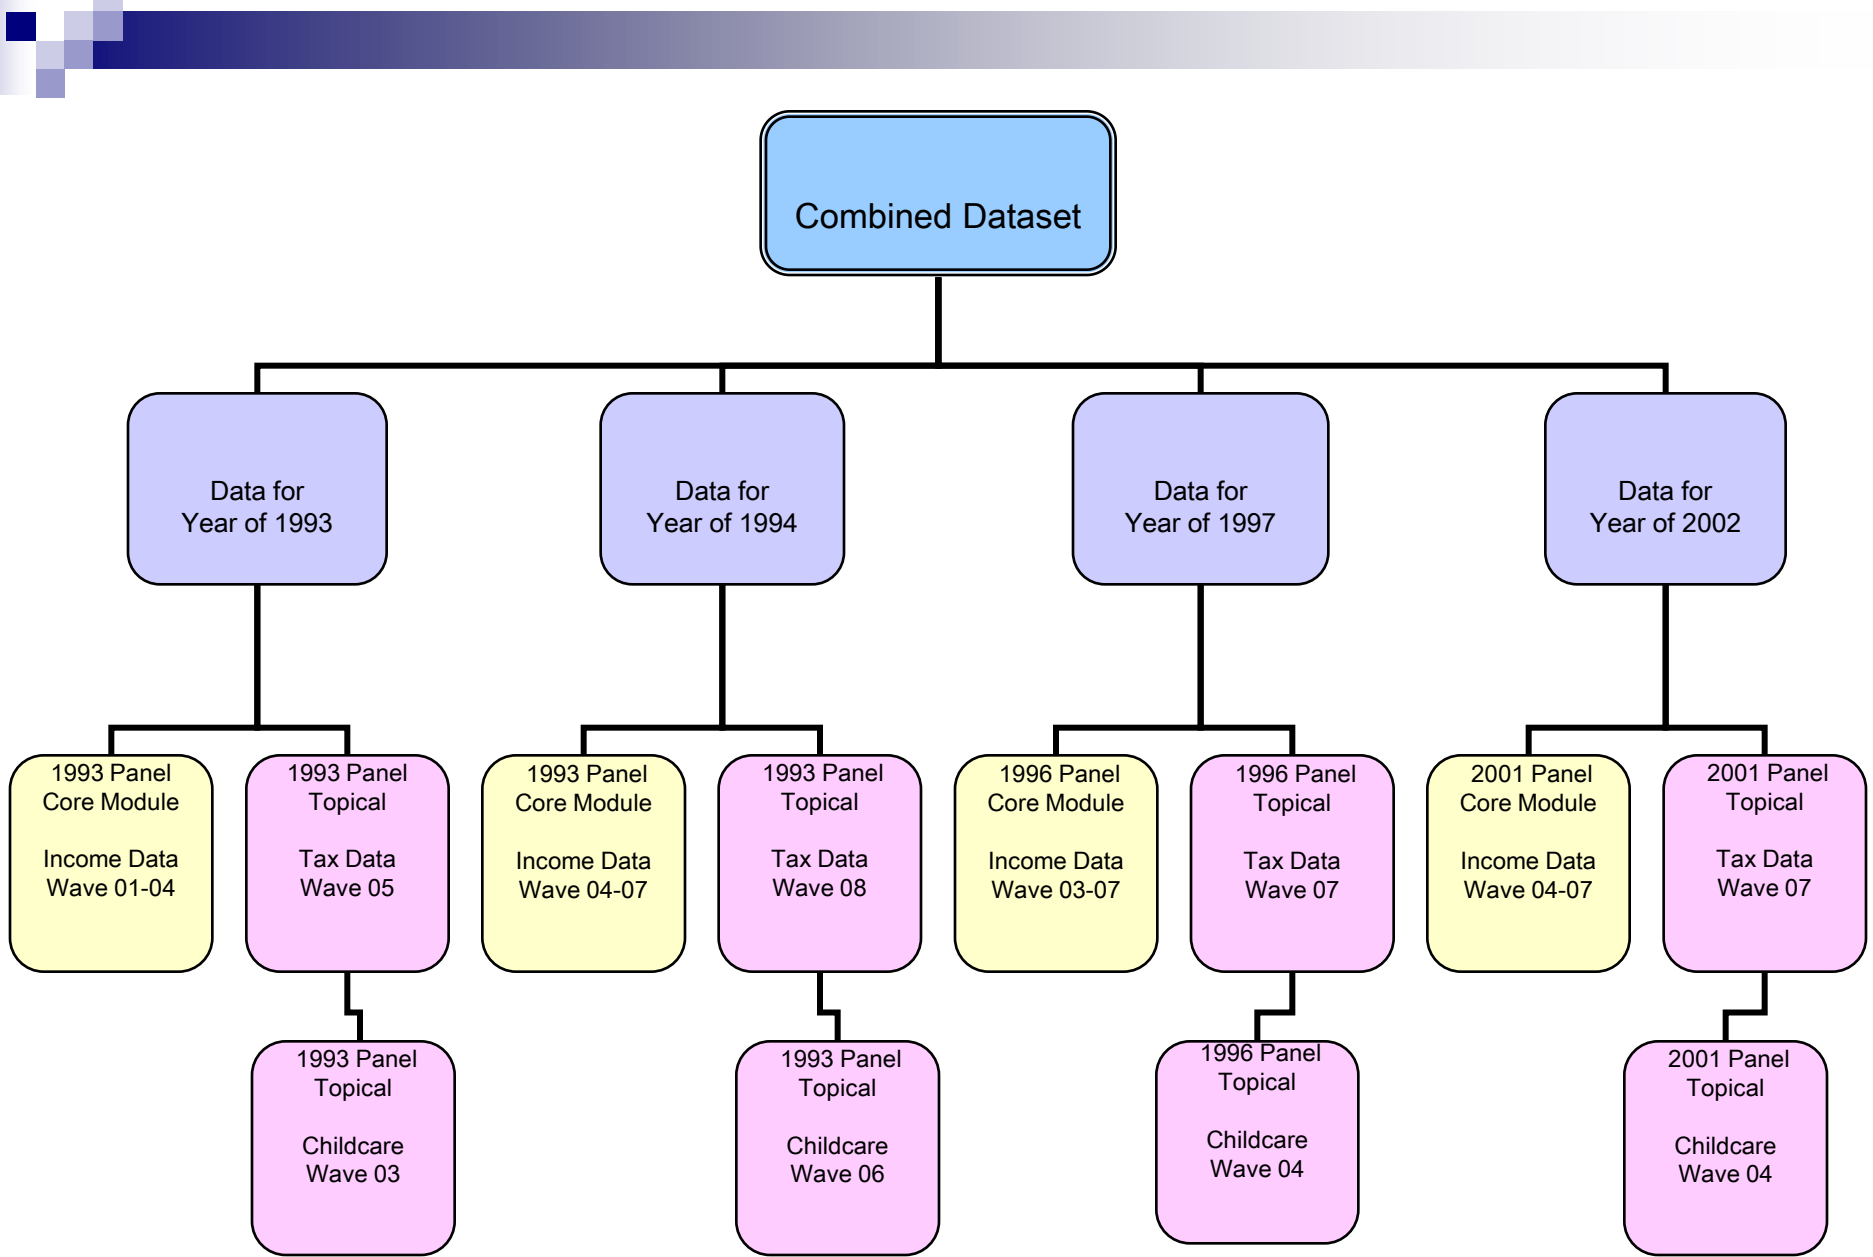 Combined Dataset
Data for
Year of 1993
Data for
Year of 1994
Data for
Year of 1997
Data for
Year of 2002
1993 Panel
Core Module
Income Data
Wave 01-04
1993 Panel
Topical
Tax Data
Wave 05
1993 Panel
Core Module
Income Data
Wave 04-07
1993 Panel
Topical
Tax Data
Wave 08
1996 Panel
Core Module
Income Data
Wave 03-07
1996 Panel
Topical
Tax Data
Wave 07
2001 Panel
Core Module
Income Data
Wave 04-07
2001 Panel
Topical
Tax Data
Wave 07
1993 Panel
Topical
Childcare
Wave 03
1993 Panel
Topical
Childcare
Wave 06
1996 Panel
Topical
Childcare
Wave 04
2001 Panel
Topical
Childcare
Wave 04